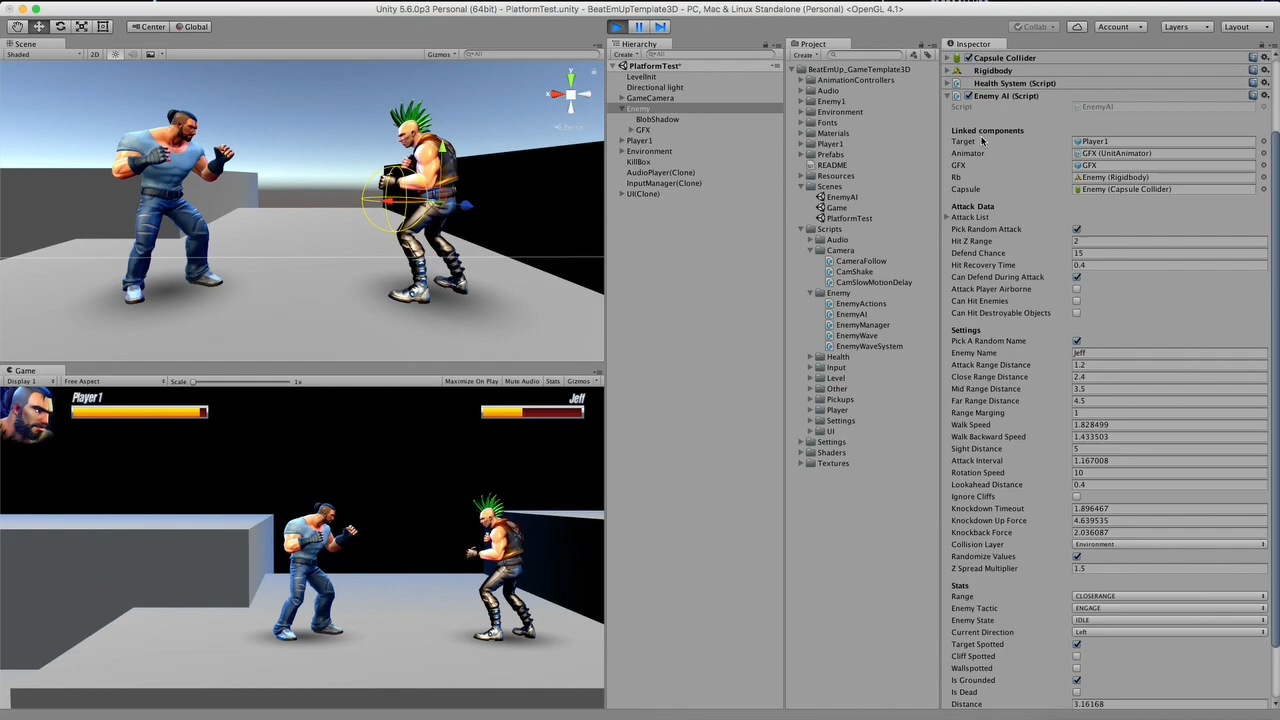 Unity 5.6.0p3 Personal (64bit) - PlatformTest.unity - BeatEmUpTemplate3D - PC, Mac & Linux Standalone (Personal) <OpenGL 4.1>
Center
Global
Collab
Account
Layers
Layout
Scene
Shaded
2D
Gizmos
All
y
x
Persp
Game
Display 1
Free Aspect
Scale
1x
Maximize On Play
Mute Audio
Stats
Gizmos
Player1
Jeff
Hierarchy
Create
All
PlatformTest*
LevelInit
Directional light
GameCamera
Enemy
BlobShadow
GFX
Player1
Environment
KillBox
AudioPlayer(Clone)
InputManager(Clone)
UI(Clone)
Project
Create
BeatEmUp_GameTemplate3D
AnimationControllers
Audio
Enemy1
Environment
Fonts
Materials
Player1
Prefabs
README
Resources
Scenes
EnemyAI
Game
PlatformTest
Scripts
Audio
Camera
CameraFollow
CamShake
CamSlowMotionDelay
Enemy
EnemyActions
EnemyAI
EnemyManager
EnemyWave
EnemyWaveSystem
Health
Input
Level
Other
Pickups
Player
Settings
UI
Settings
Shaders
Textures
Inspector
Capsule Collider
Rigidbody
Health System (Script)
Enemy AI (Script)
Script EnemyAI
Linked components
Target Player1
Animator GFX (UnitAnimator)
GFX GFX
Rb Enemy (Rigidbody)
Capsule Enemy (Capsule Collider)
Attack Data
Attack List
Pick Random Attack
Hit Z Range 2
Defend Chance 15
Hit Recovery Time 0.4
Can Defend During Attack
Attack Player Airborne
Can Hit Enemies
Can Hit Destroyable Objects
Settings
Pick A Random Name
Enemy Name Jeff
Attack Range Distance 1.2
Close Range Distance 2.4
Mid Range Distance 3.5
Far Range Distance 4.5
Range Marging 1
Walk Speed 1.828499
Walk Backward Speed 1.433503
Sight Distance 5
Attack Interval 1.167008
Rotation Speed 10
Lookahead Distance 0.4
Ignore Cliffs
Knockdown Timeout 1.896467
Knockdown Up Force 4.639535
Knockback Force 2.036087
Collision Layer Environment
Randomize Values
Z Spread Multiplier 1.5
Stats
Range CLOSERANGE
Enemy Tactic ENGAGE
Enemy State IDLE
Current Direction Left
Target Spotted
Cliff Spotted
Wallspotted
Is Grounded
Is Dead
Distance 3.16168